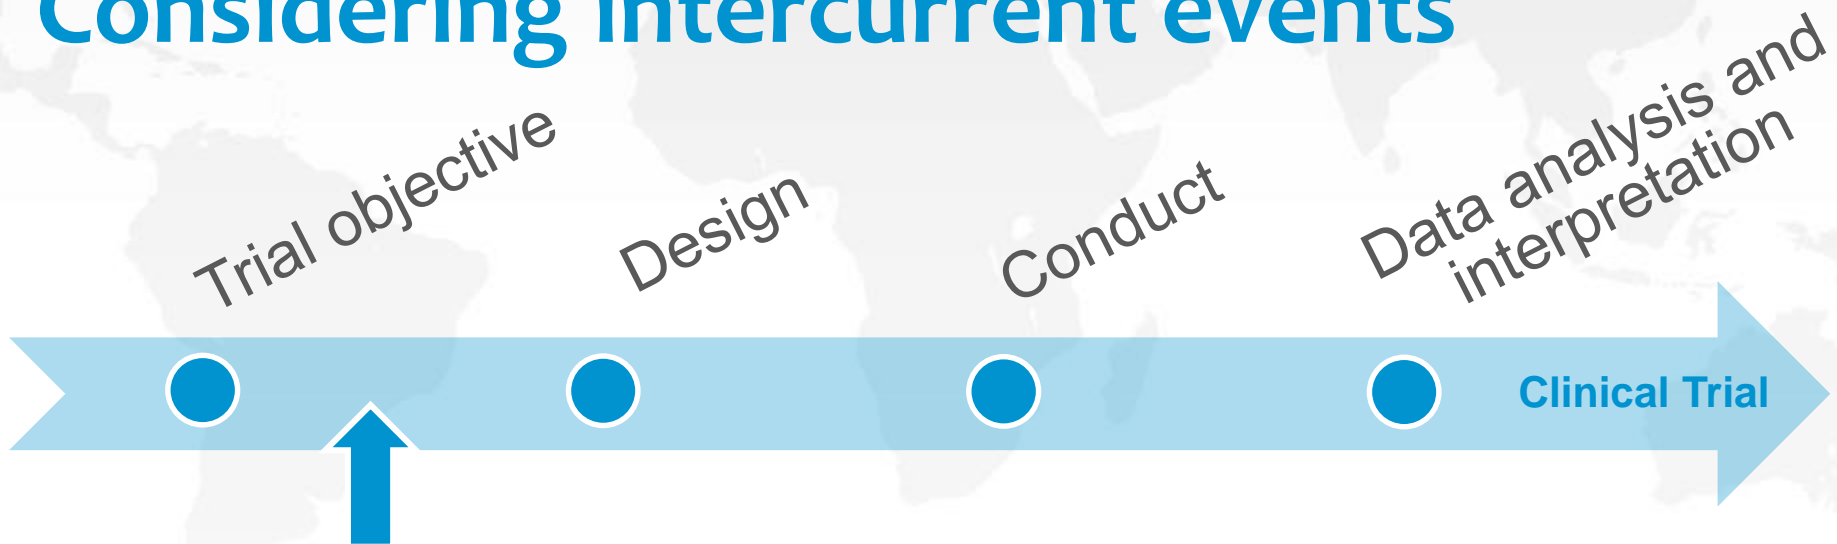 Considering intercurrent events
Trial objective
Design
Conduct
Data analysis and
interpretation
Clinical Trial